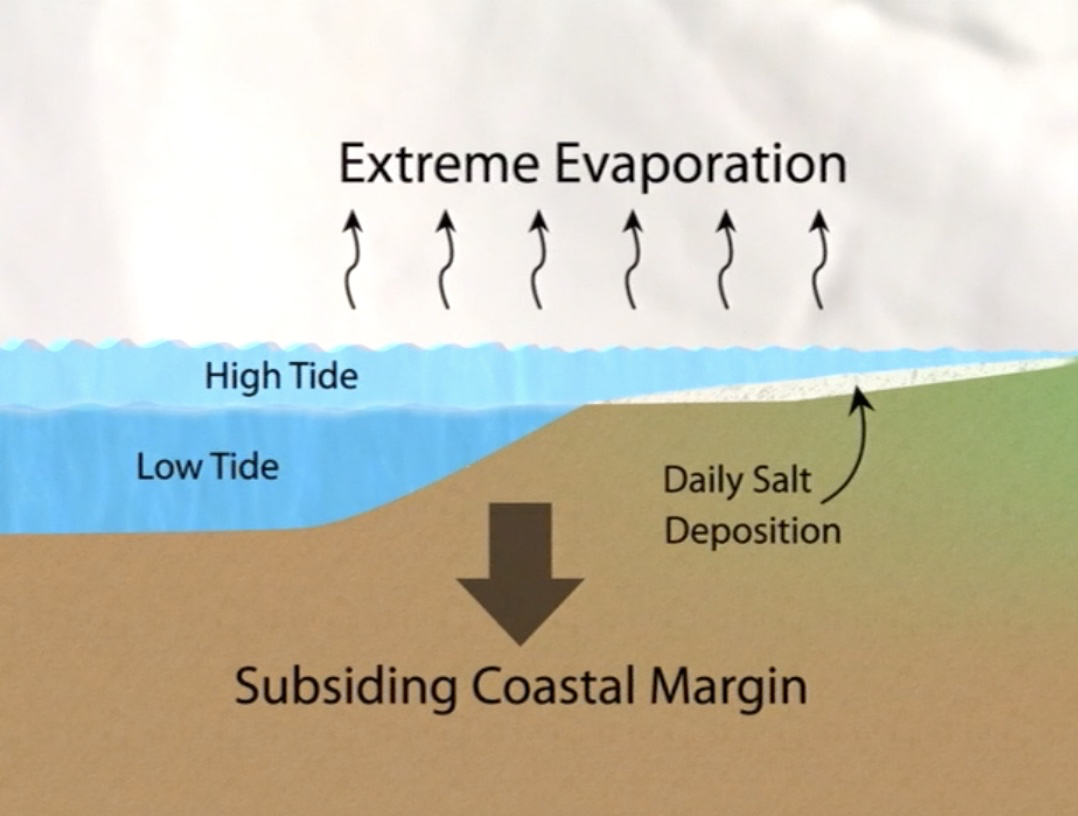 Extreme Evaporation
High Tide
Low Tide
Daily Salt
Deposition
Subsiding Coastal Margin